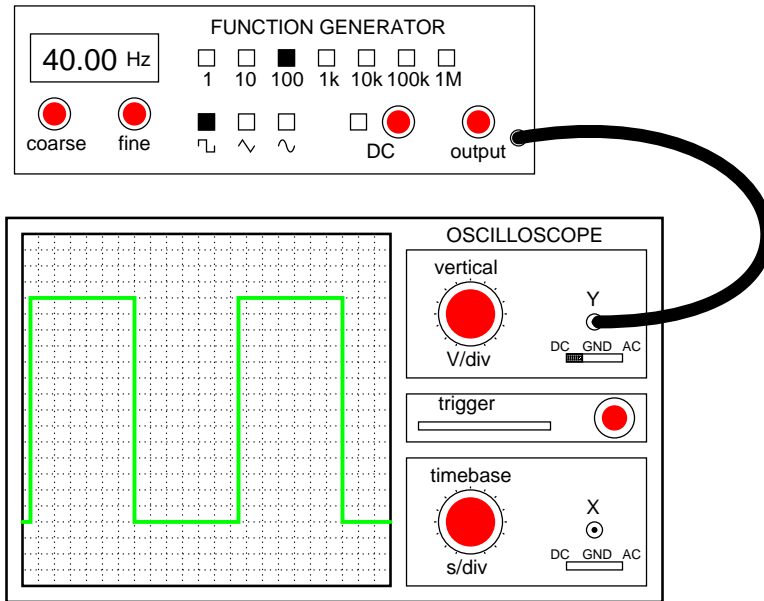 FUNCTION GENERATOR
40.00 Hz
1 10 100 1k 10k 100k 1M
coarse fine DC output
OSCILLOSCOPE
vertical
Y
DC GND AC
V/div
trigger
timebase
X
DC GND AC
s/div